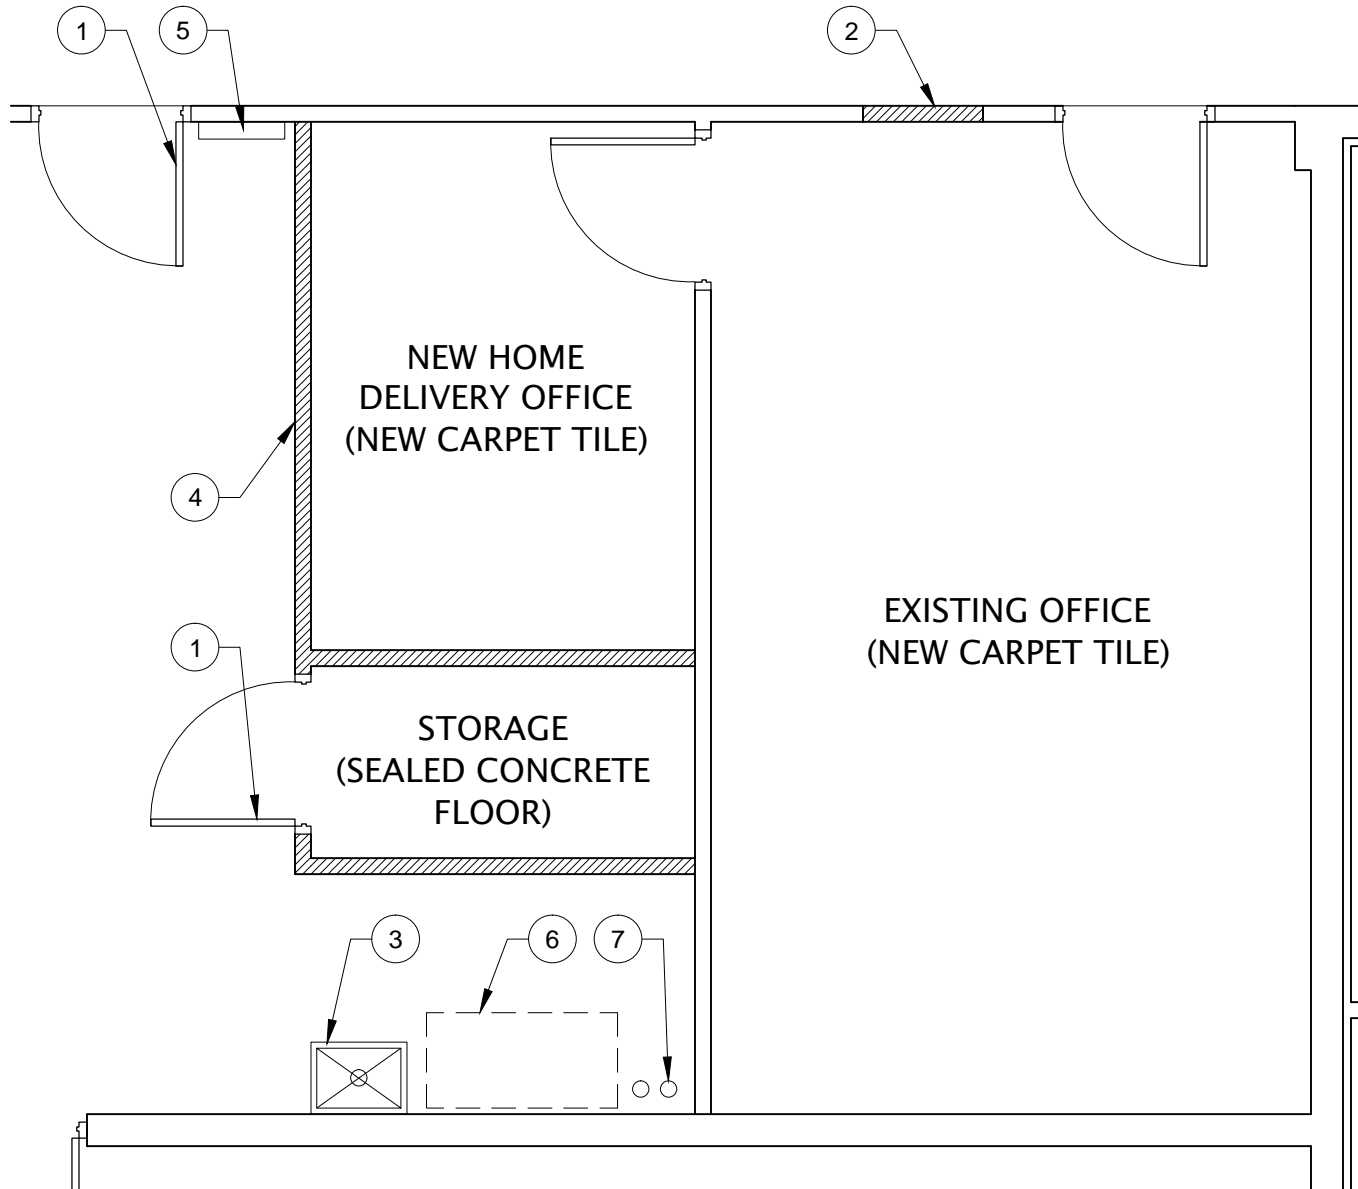 1
5
2
NEW HOME
DELIVERY OFFICE
(NEW CARPET TILE)
4
EXISTING OFFICE
(NEW CARPET TILE)
1
STORAGE
(SEALED CONCRETE
FLOOR)
3
6
7